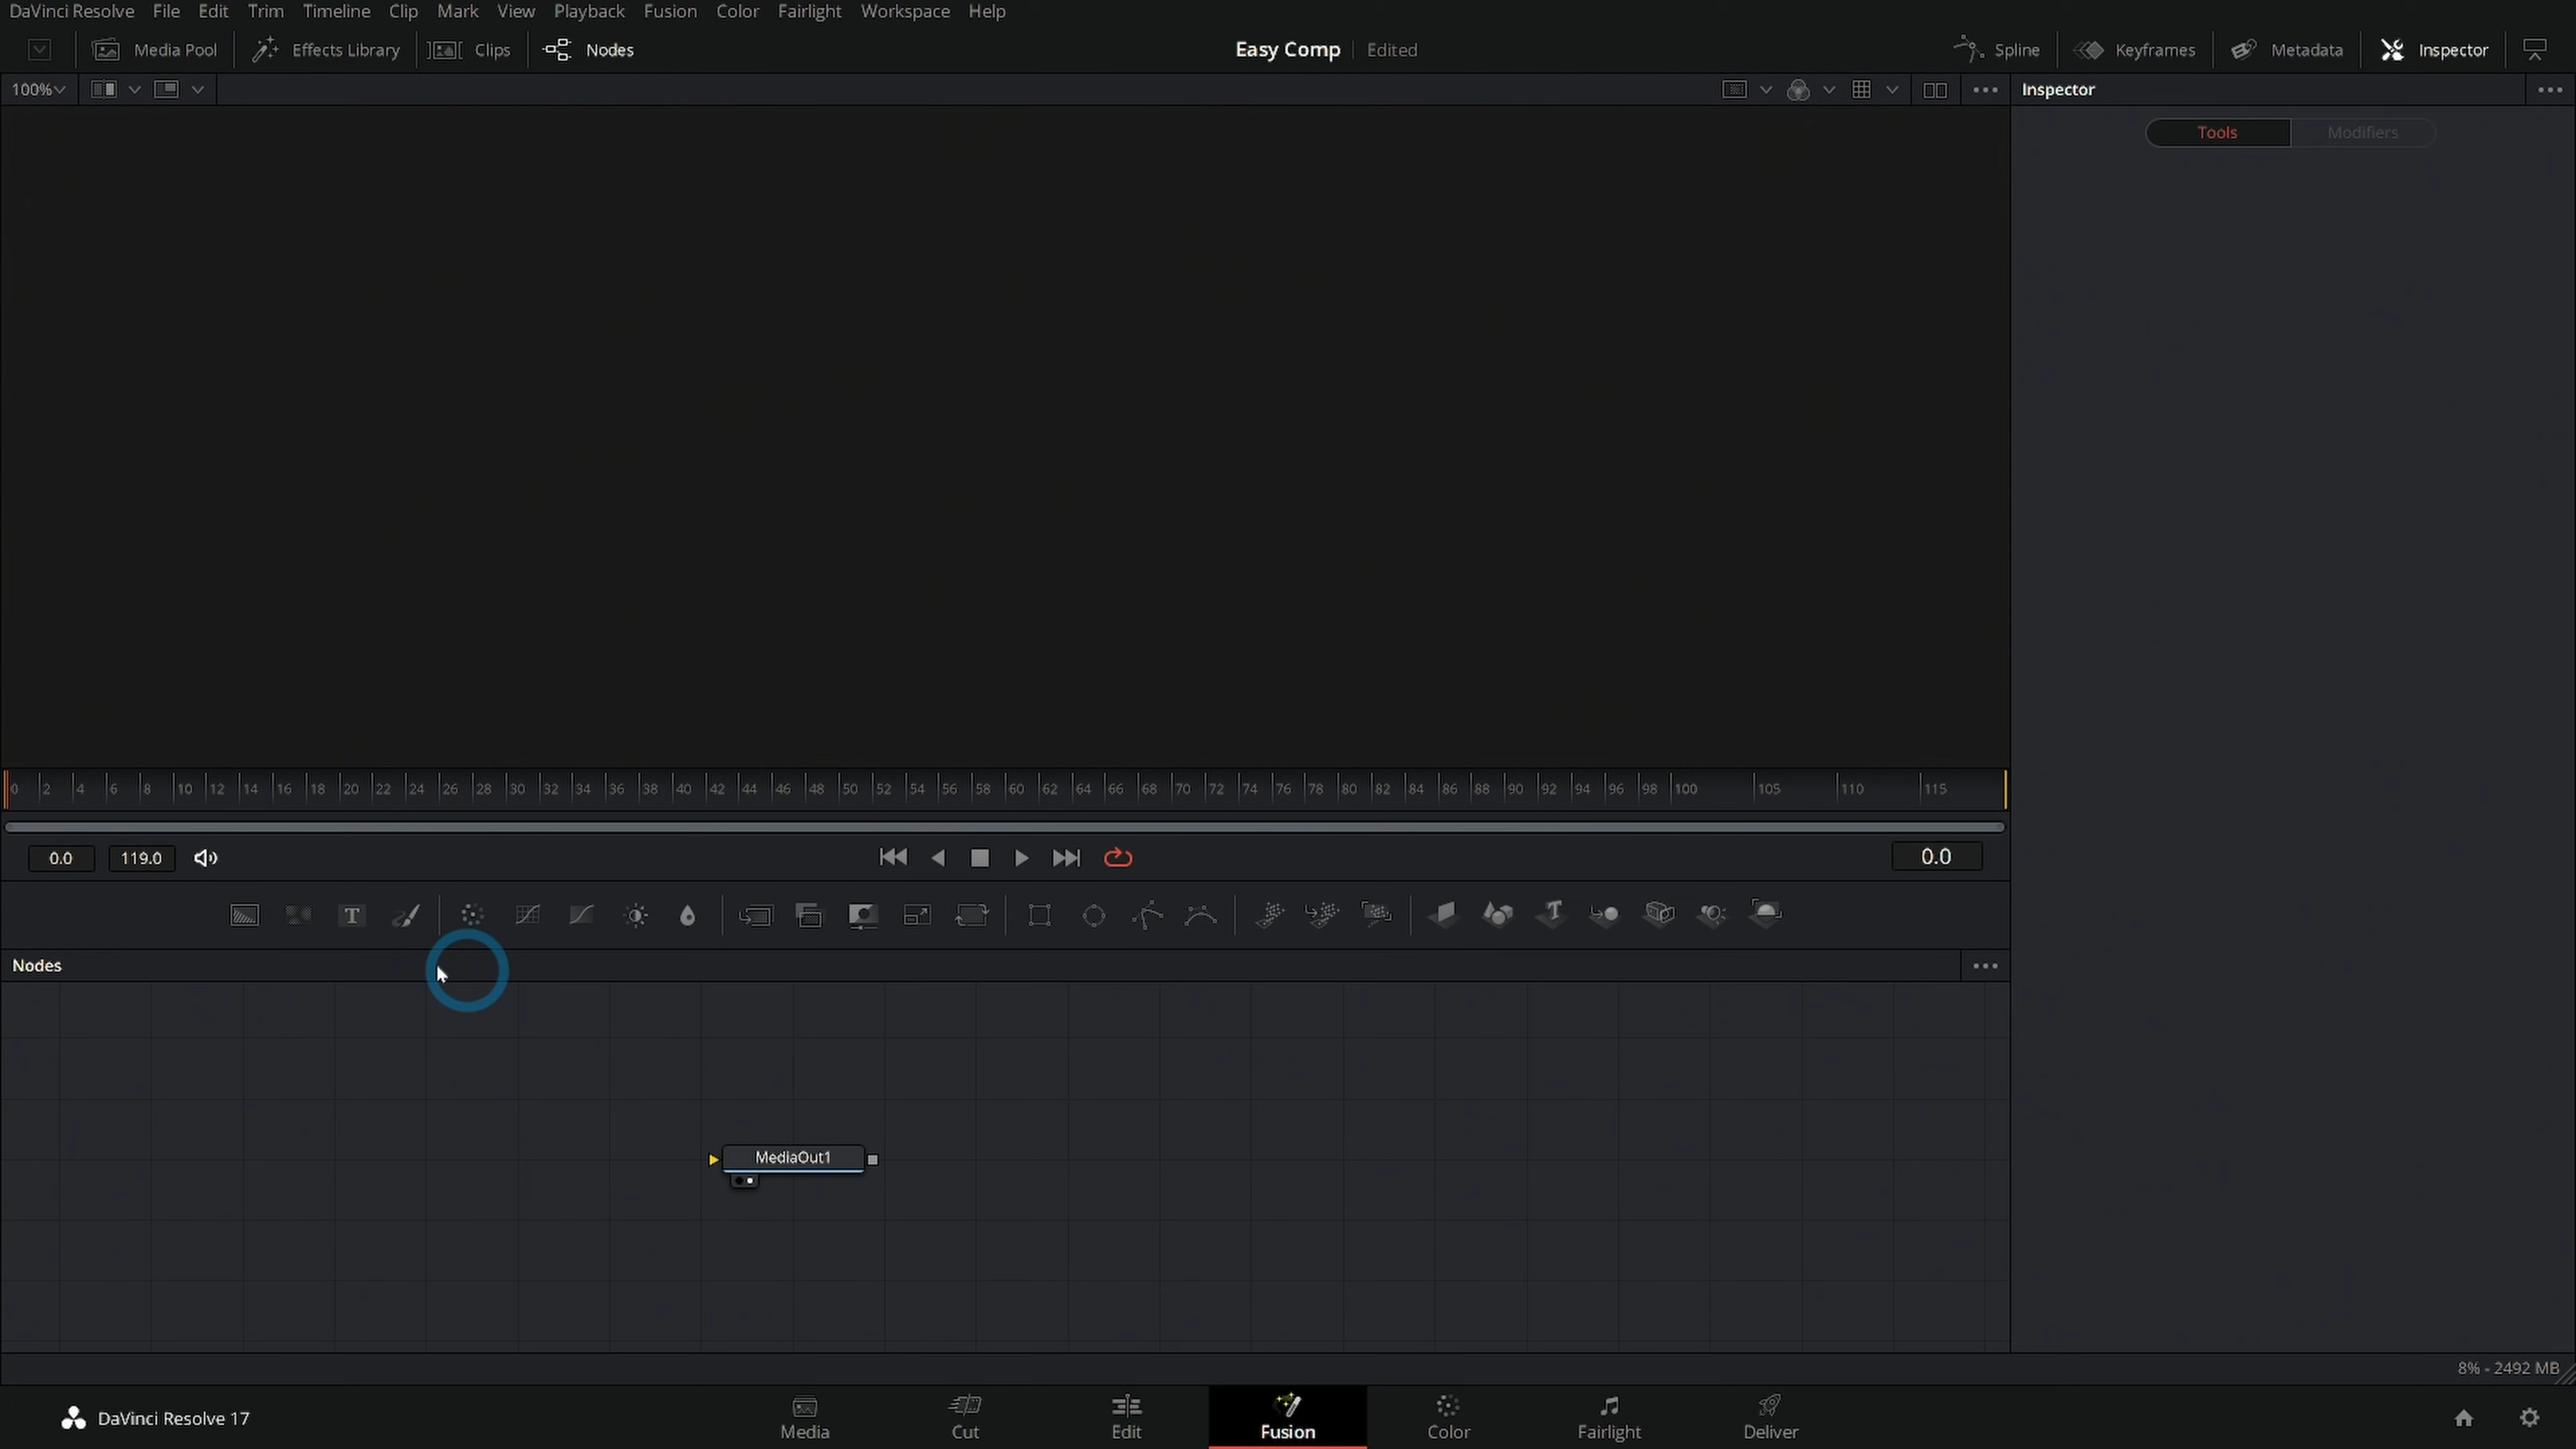 DaVinci Resolve File Edit Trim Timeline Clip Mark View Playback Fusion Color Fairlight Workspace Help
Media Pool Effects Library Clips Nodes Easy Comp Edited Spline Keyframes Metadata Inspector
100% Inspector
Tools Modifiers
0 2 4 6 8 10 12 14 16 18 20 22 24 26 28 30 32 34 36 38 40 42 44 46 48 50 52 54 56 58 60 62 64 66 68 70 72 74 76 78 80 82 84 86 88 90 92 94 96 98 100 105 110 115
0.0 119.0 0.0
T T
Nodes
MediaOut1
8% - 2492 MB
DaVinci Resolve 17 Media Cut Edit Fusion Color Fairlight Deliver